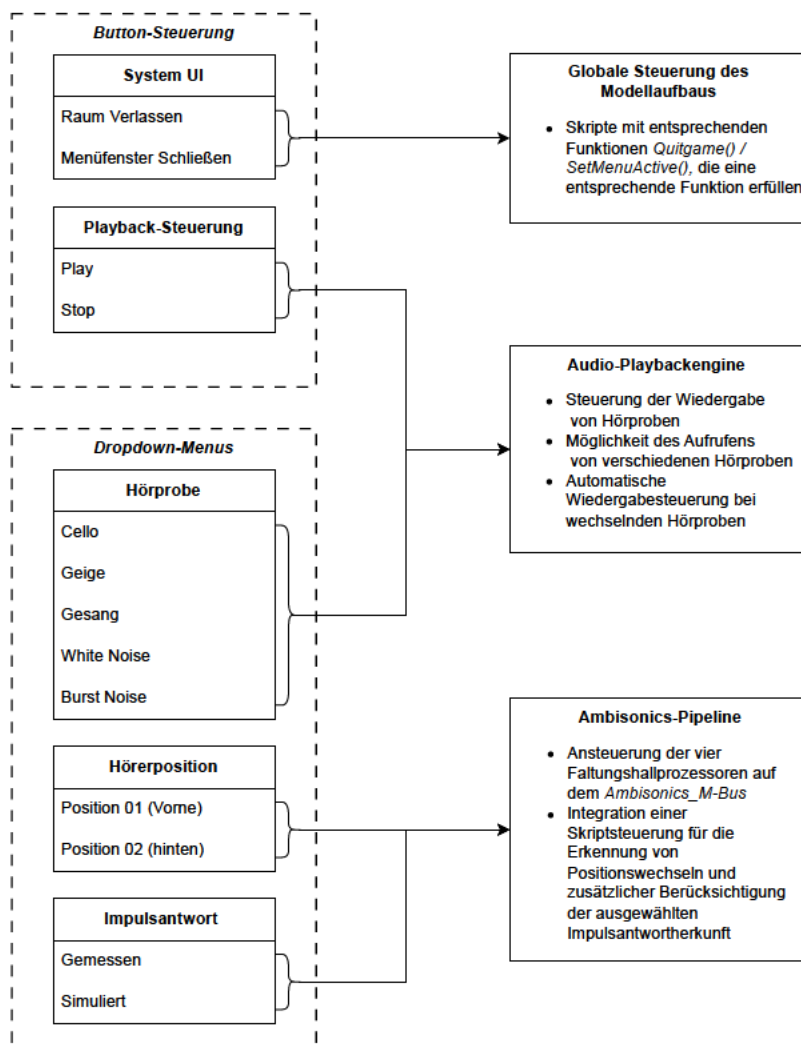 Button-Steuerung
System UI
Raum Verlassen
Menüfenster Schließen
Playback-Steuerung
Play
Stop
Dropdown-Menus
Hörprobe
Cello
Geige
Gesang
White Noise
Burst Noise
Hörerposition
Position 01 (Vorne)
Position 02 (hinten)
Impulsantwort
Gemessen
Simuliert
Globale Steuerung des
Modellaufbaus
• Skripte mit entsprechenden
Funktionen Quitgame() /
SetMenuActive(), die eine
entsprechende Funktion erfüllen
Audio-Playbackengine
• Steuerung der Wiedergabe
von Hörproben
• Möglichkeit des Aufrufens
von verschiedenen Hörproben
• Automatische
Wiedergabesteuerung bei
wechselnden Hörproben
Ambisonics-Pipeline
• Ansteuerung der vier
Faltungshallprozessoren auf
dem Ambisonics_M-Bus
• Integration einer
Skriptsteuerung für die
Erkennung von
Positionswechseln und
zusätzlicher Berücksichtigung
der ausgewählten
Impulsantwortherkunft